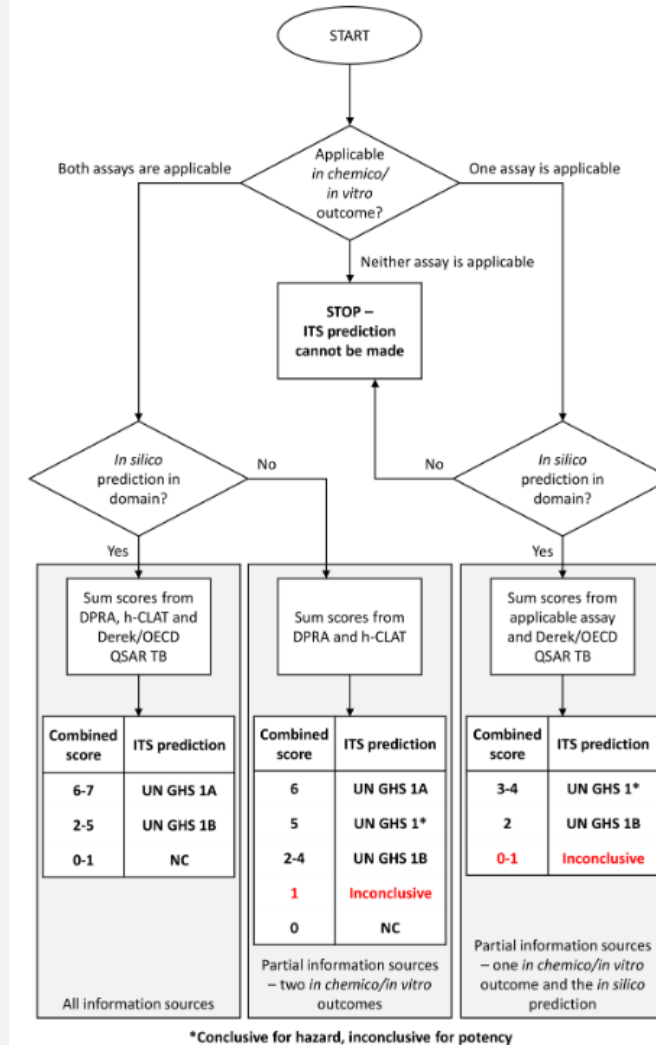 START
Applicable
in chemico/
in vitro
outcome?
Both assays are applicable
One assay is applicable
Neither assay is applicable
STOP –
ITS prediction
cannot be made
In silico
prediction in
domain?
No
Yes
No
In silico
prediction in
domain?
Yes
Sum scores from
DPRA, h-CLAT and
Derek/OECD
QSAR TB
Combined
score
ITS prediction
6-7 UN GHS 1A
2-5 UN GHS 1B
0-1 NC
All information sources
Sum scores from
DPRA and h-CLAT
Combined
score
ITS prediction
6 UN GHS 1A
5 UN GHS 1*
2-4 UN GHS 1B
1 Inconclusive
0 NC
Partial information sources
– two in chemico/in vitro
outcomes
Sum scores from
applicable assay
and Derek/OECD
QSAR TB
Combined
score
ITS prediction
3-4 UN GHS 1*
2 UN GHS 1B
0-1 Inconclusive
Partial information sources
– one in chemico/in vitro
outcome and the in silico
prediction
*Conclusive for hazard, inconclusive for potency